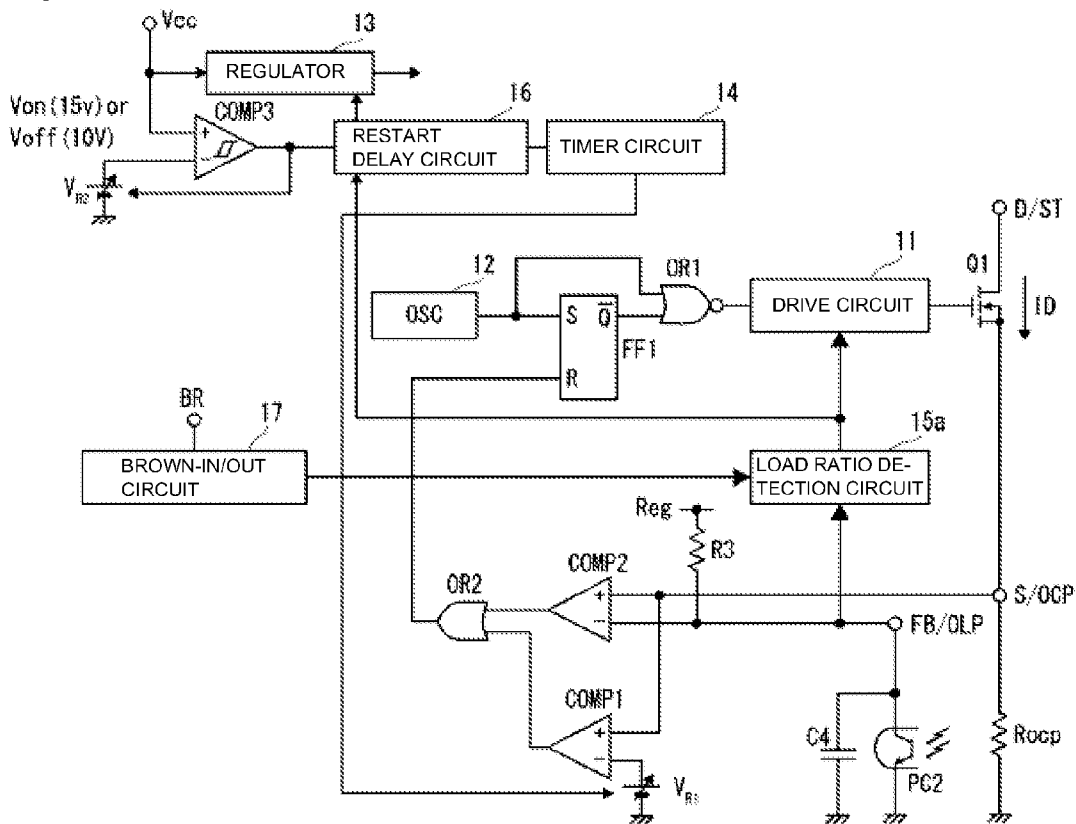 Vcc
13
REGULATOR
Von(15v) or
Voff(10V)
COMP3
16
14
RESTART
DELAY CIRCUIT
TIMER CIRCUIT
V
D/ST
12
OR1
11
Q1
OSC
S
Q
DRIVE CIRCUIT
ID
FF1
R
BR
17
15a
BROWN-IN/OUT
CIRCUIT
LOAD RATIO DE-
TECTION CIRCUIT
Reg
R3
COMP2
OR2
S/OCP
FB/OLP
COMP1
C4
PC2
Rocp
V
+
-
+
-
+
-